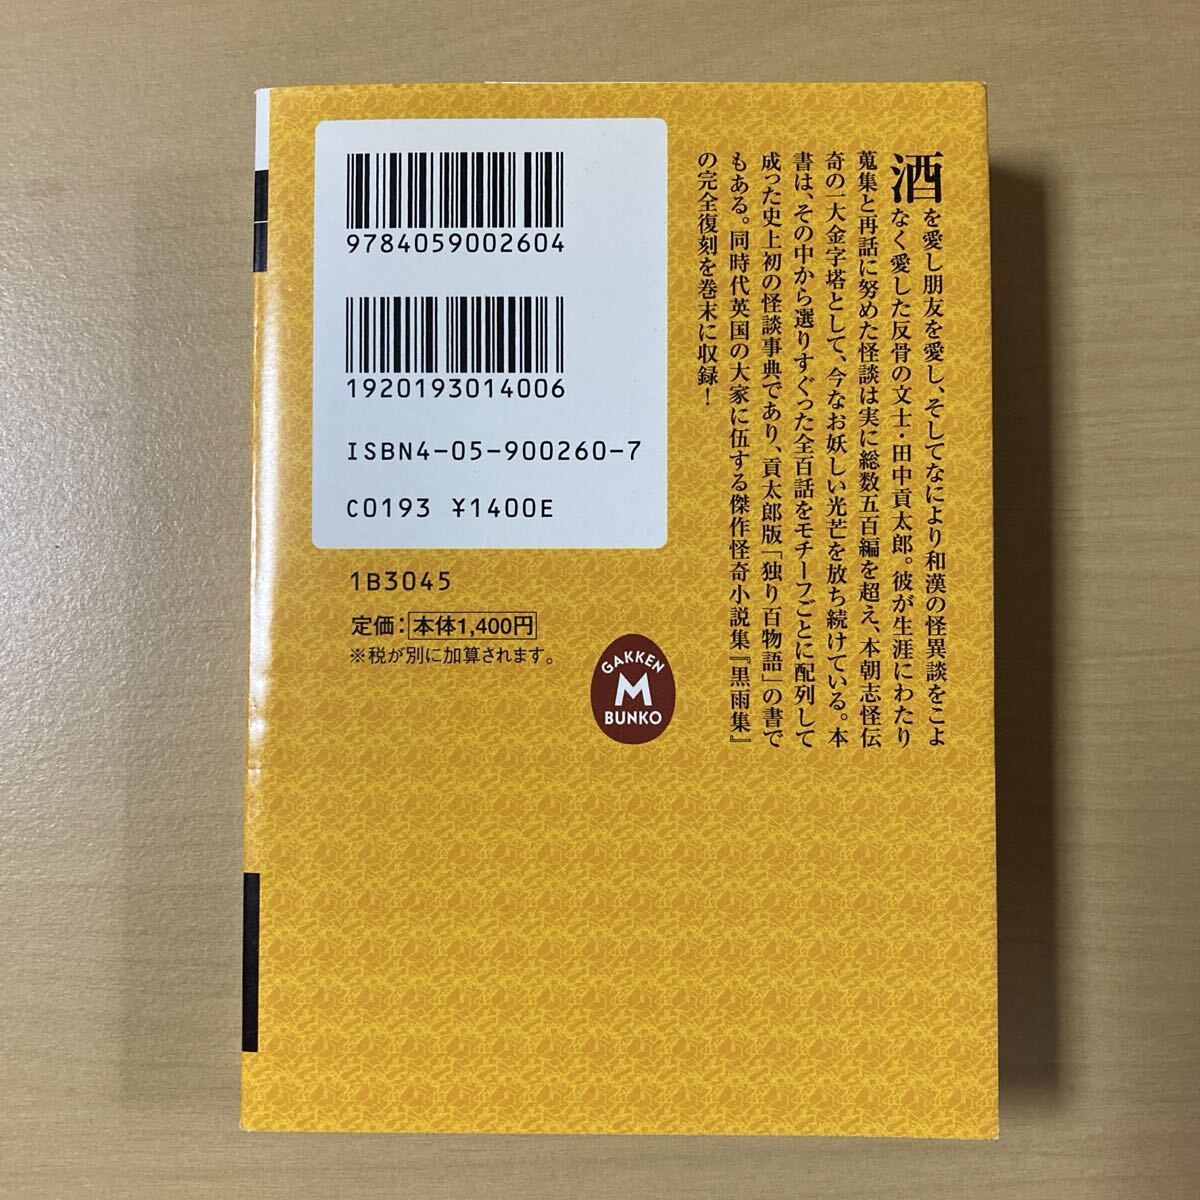 9784059002604
1920193014006
ISBN4-05-900260-7
C0193 ¥1400E
1B3045
定価：本体1,400円
※税が別に加算されます。
GAKKEN
M
BUNKO
酒を愛し朋友を愛し、そしてなにより和漢の怪異談をこよ
なく愛した反骨の文士・田中貢太郎。彼が生涯にわたり
蒐集と再話に努めた怪談は実に総数五百編を超え、本朝志怪伝
奇の一大金字塔として、今なお妖しい光芒を放ち続けている。本
書は、その中から選りすぐった全百話をモチーフごとに配列して
成った史上初の怪談事典であり、貢太郎版「独り百物語」の書で
もある。同時代英国の大家に伍する傑作怪奇小説集『黒雨集』
の完全復刻を巻末に収録！